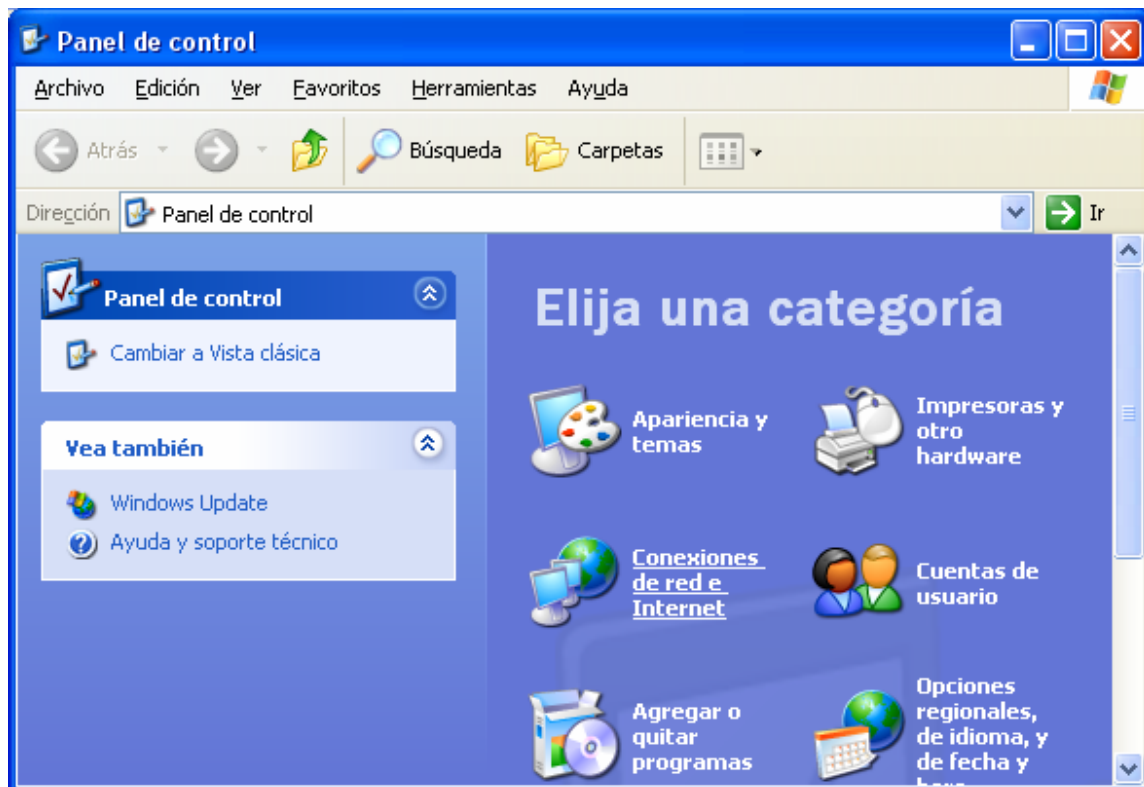 Panel de control
Archivo Edición Ver Favoritos Herramientas Ayuda
Atrás Búsqueda Carpetas
Dirección Panel de control Ir
Panel de control
Cambiar a Vista clásica
Vea también
Windows Update
Ayuda y soporte técnico
Elija una categoría
Apariencia y
temas
Impresoras y
otro
hardware
Conexiones
de red e
Internet
Cuentas de
usuario
Agregar o
quitar
programas
Opciones
regionales,
de idioma, y
de fecha y